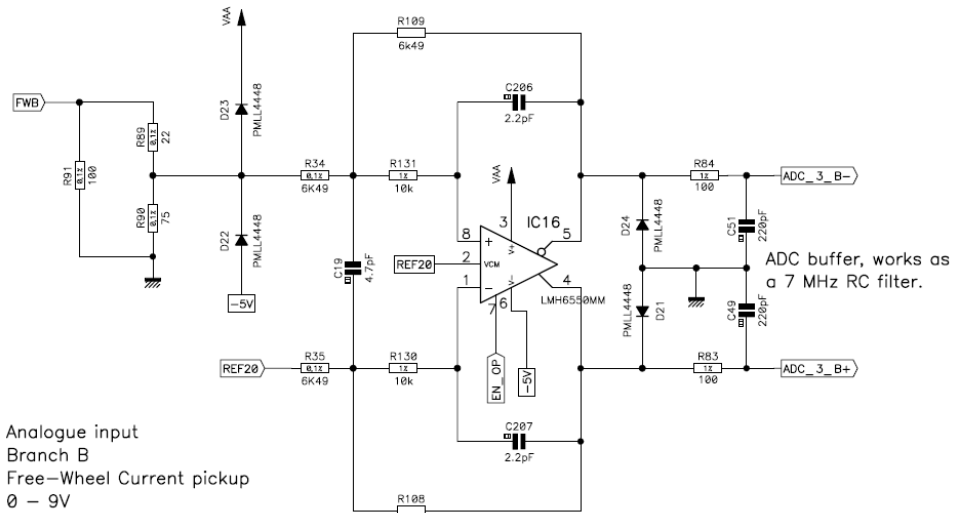 R109
6k49
VAA
C206
2.2pF
FWB
D23
PMLL4448
R89
0,1%
22
R91
0,1%
100
R34
0,1%
6K49
R131
1%
10k
VAA
R84
1%
100
ADC_3_B-
R90
0,1%
75
D22
PMLL4448
-5V
C19
4.7pF
IC16
3
V+
8
+
5
REF20
2
VCM
4
1
-
V-
7
6
LMH6550MM
D24
PMLL4448
C51
220pF
ADC buffer, works as
a 7 MHz RC filter.
PMLL4448
D21
C49
220pF
REF20
R35
0,1%
6K49
R130
1%
10k
EN_OP
-5V
R83
1%
100
ADC_3_B+
C207
2.2pF
Analogue input
Branch B
Free-Wheel Current pickup
0 - 9V
R108